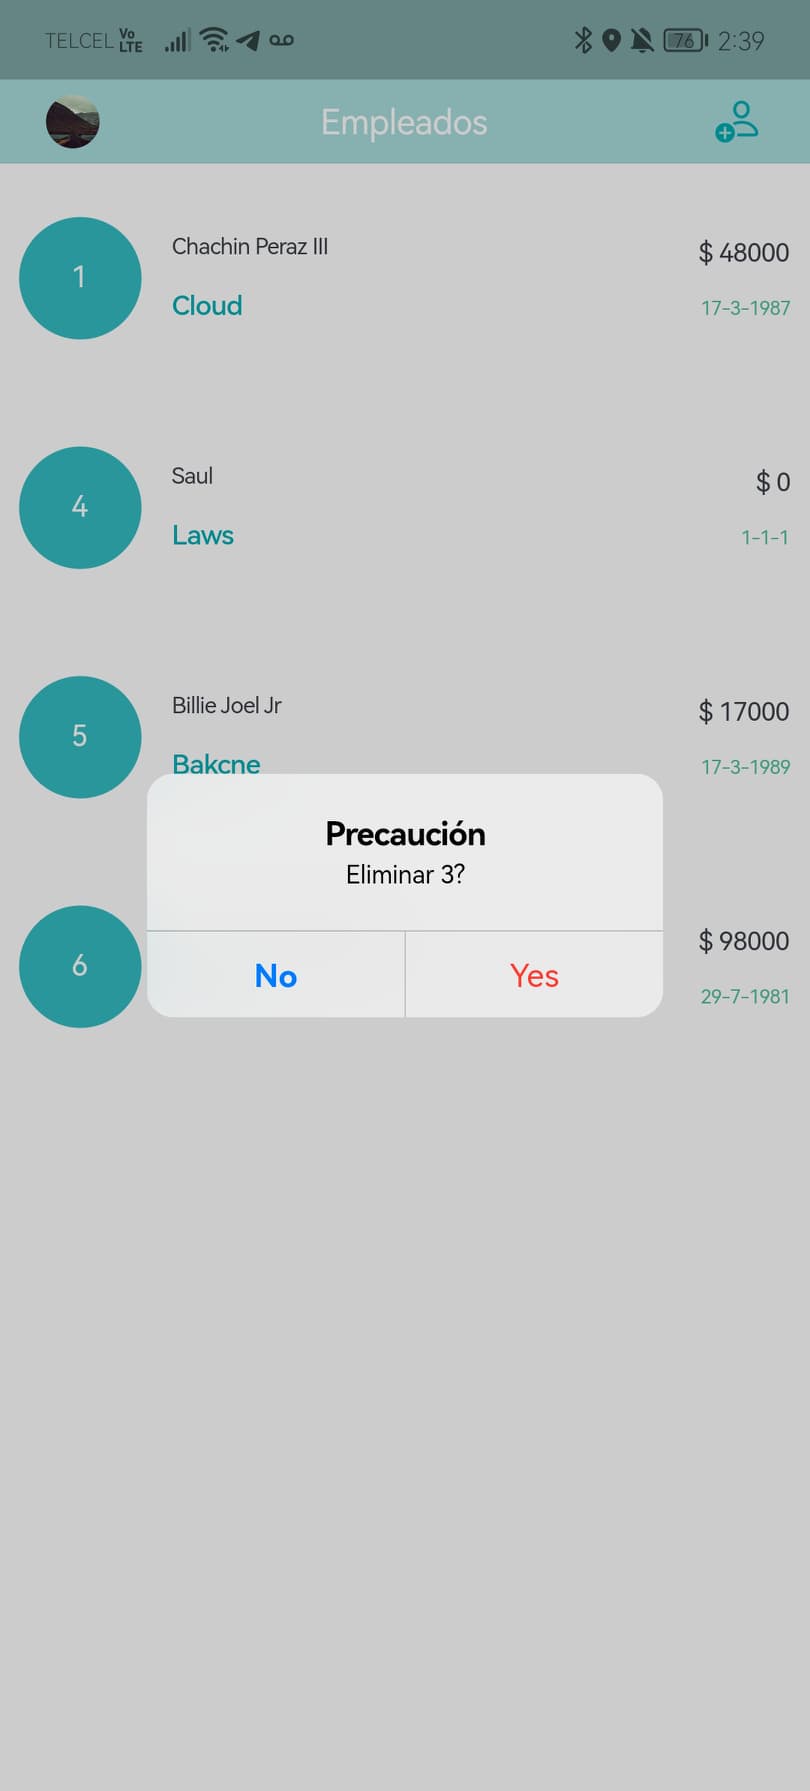 TELCEL Vo LTE 76 2:39
Empleados
1 Chachin Peraz III $ 48000
Cloud 17-3-1987
4 Saul $ 0
Laws 1-1-1
5 Billie Joel Jr $ 17000
Bakcne 17-3-1989
Precaución
Eliminar 3?
6 $ 98000
No Yes
29-7-1981